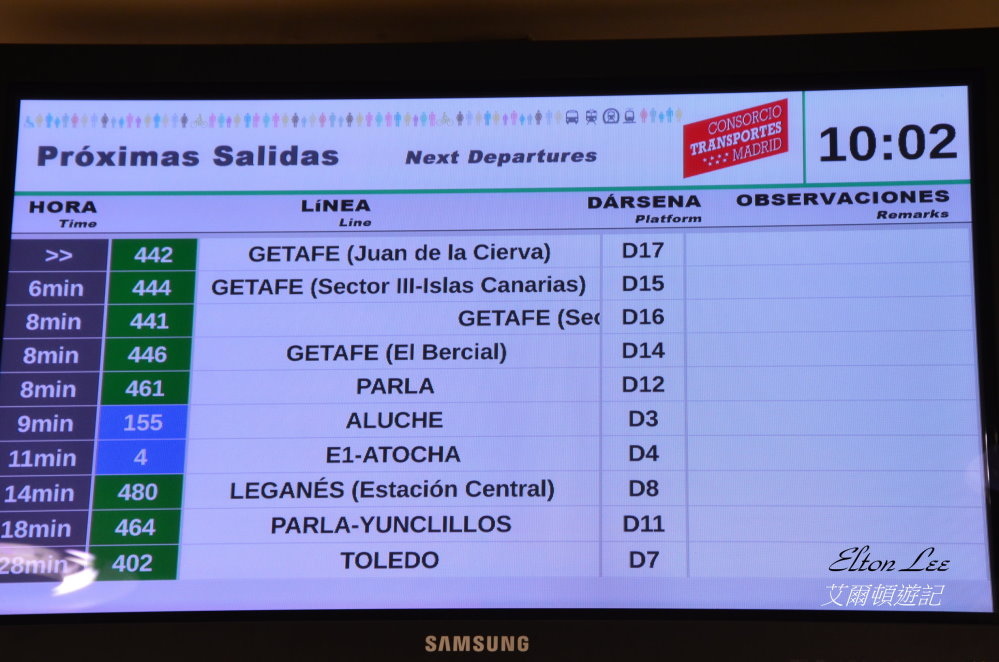 Próximas Salidas Next Departures
CONSORCIO
TRANSPORTES
MADRID
10:02
HORA LíNEA DÁRSENA OBSERVACIONES
Time Line Platform Remarks
>> 442 GETAFE (Juan de la Cierva) D17
6min 444 GETAFE (Sector III-Islas Canarias) D15
8min 441 GETAFE (Sec D16
8min 446 GETAFE (El Bercial) D14
8min 461 PARLA D12
9min 155 ALUCHE D3
11min 4 E1-ATOCHA D4
14min 480 LEGANÉS (Estación Central) D8
18min 464 PARLA-YUNCLILLOS D11
28min 402 TOLEDO D7
Elton Lee
艾爾頓遊記
SAMSUNG